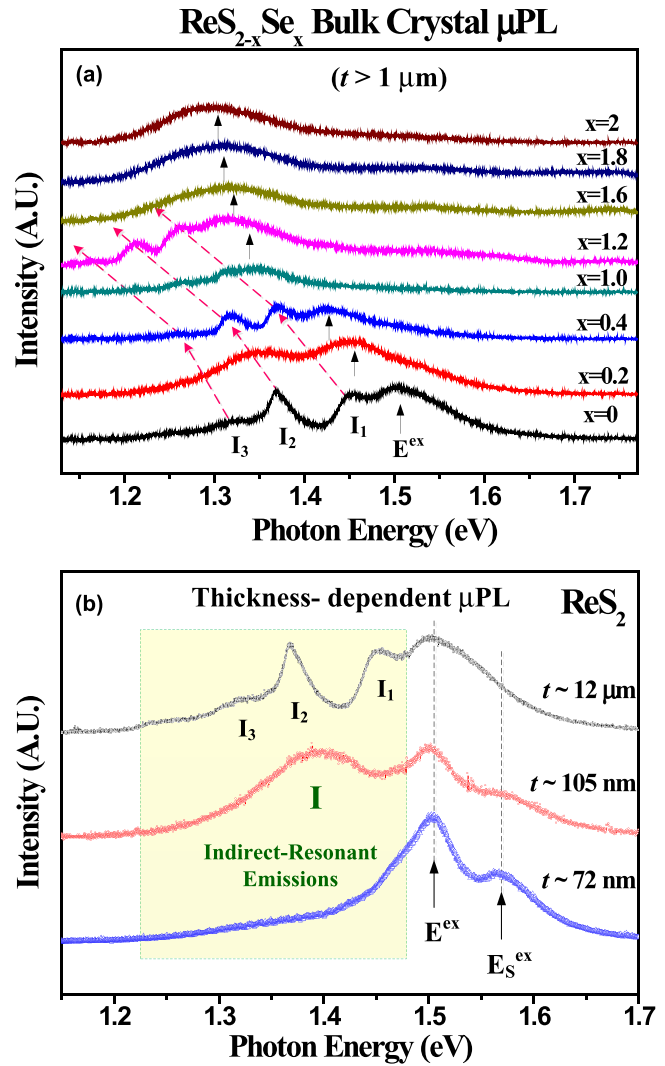 ReS2-xSex Bulk Crystal μPL
(a)
(t > 1 μm)
x=2
x=1.8
x=1.6
x=1.2
x=1.0
x=0.4
x=0.2
x=0
I3
I2
I1
Eex
Intensity (A.U.)
1.2 1.3 1.4 1.5 1.6 1.7
Photon Energy (eV)
(b)
Thickness- dependent μPL
ReS2
t ~ 12 μm
I3
I2
I1
t ~ 105 nm
I
Indirect-Resonant
Emissions
t ~ 72 nm
Eex
ESex
Intensity (A.U.)
1.2 1.3 1.4 1.5 1.6 1.7
Photon Energy (eV)